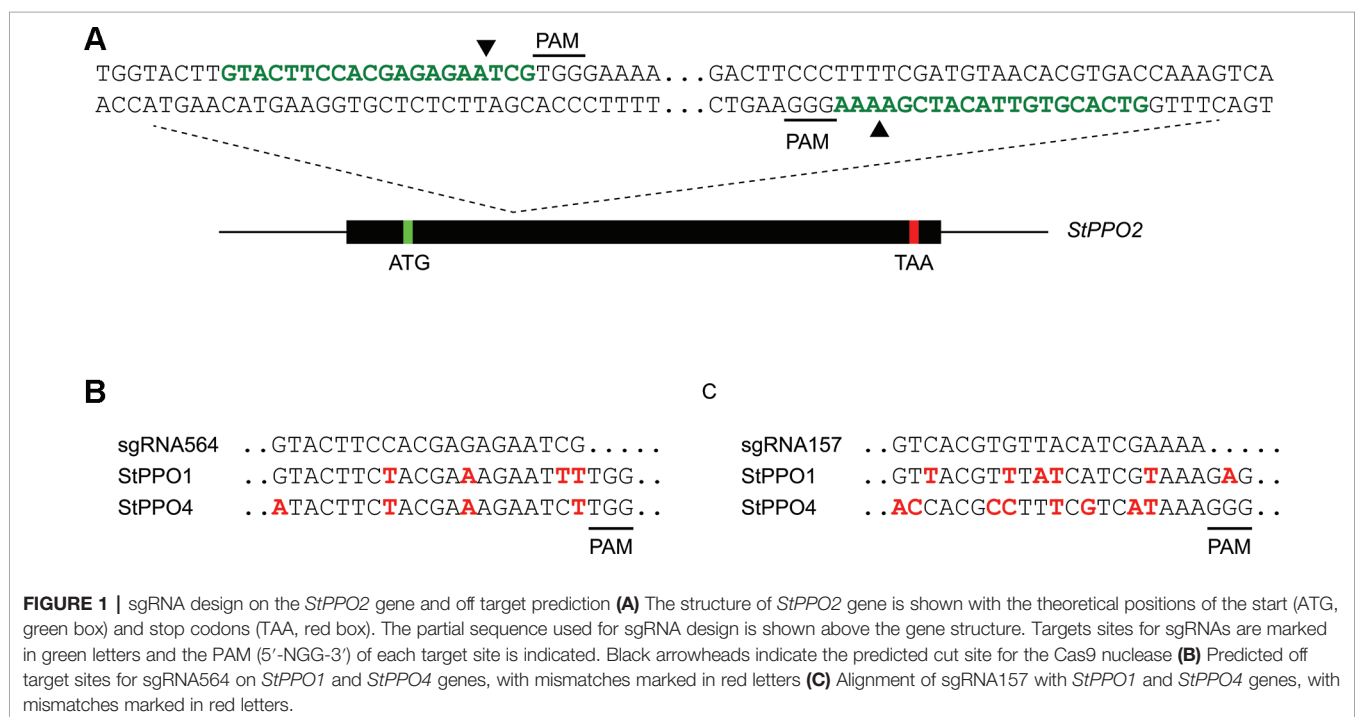 A
PAM
TGGTACTTGTACTTCCACGAGAGAATCGTGGGAAAA...GACTTCCCTTTTCGATGTAACACGTGACCAAAGTCA
ACCATGAACATGAAGGTGCTCTCTTAGCACCCTTTT...CTGAAGGGAAAAGCTACATTGTGCACTGGTTTCAGT
PAM
StPPO2
ATG
TAA
B
sgRNA564 ..GTACTTCCACGAGAGAATCG.....
StPPO1 ..GTACTTCTACGAAAGAATTTTGG..
StPPO4 ..ATACTTCTACGAAAGAATCTTGG..
PAM
C
sgRNA157 ..GTCACGTGTTACATCGAAAA.....
StPPO1 ..GTTACGTTTATCATCGTAAAGAG..
StPPO4 ..ACCACGCCTTTCGTCATAAAGGG..
PAM
FIGURE 1 | sgRNA design on the StPPO2 gene and off target prediction (A) The structure of StPPO2 gene is shown with the theoretical positions of the start (ATG,
green box) and stop codons (TAA, red box). The partial sequence used for sgRNA design is shown above the gene structure. Targets sites for sgRNAs are marked
in green letters and the PAM (5′-NGG-3′) of each target site is indicated. Black arrowheads indicate the predicted cut site for the Cas9 nuclease (B) Predicted off
target sites for sgRNA564 on StPPO1 and StPPO4 genes, with mismatches marked in red letters (C) Alignment of sgRNA157 with StPPO1 and StPPO4 genes, with
mismatches marked in red letters.